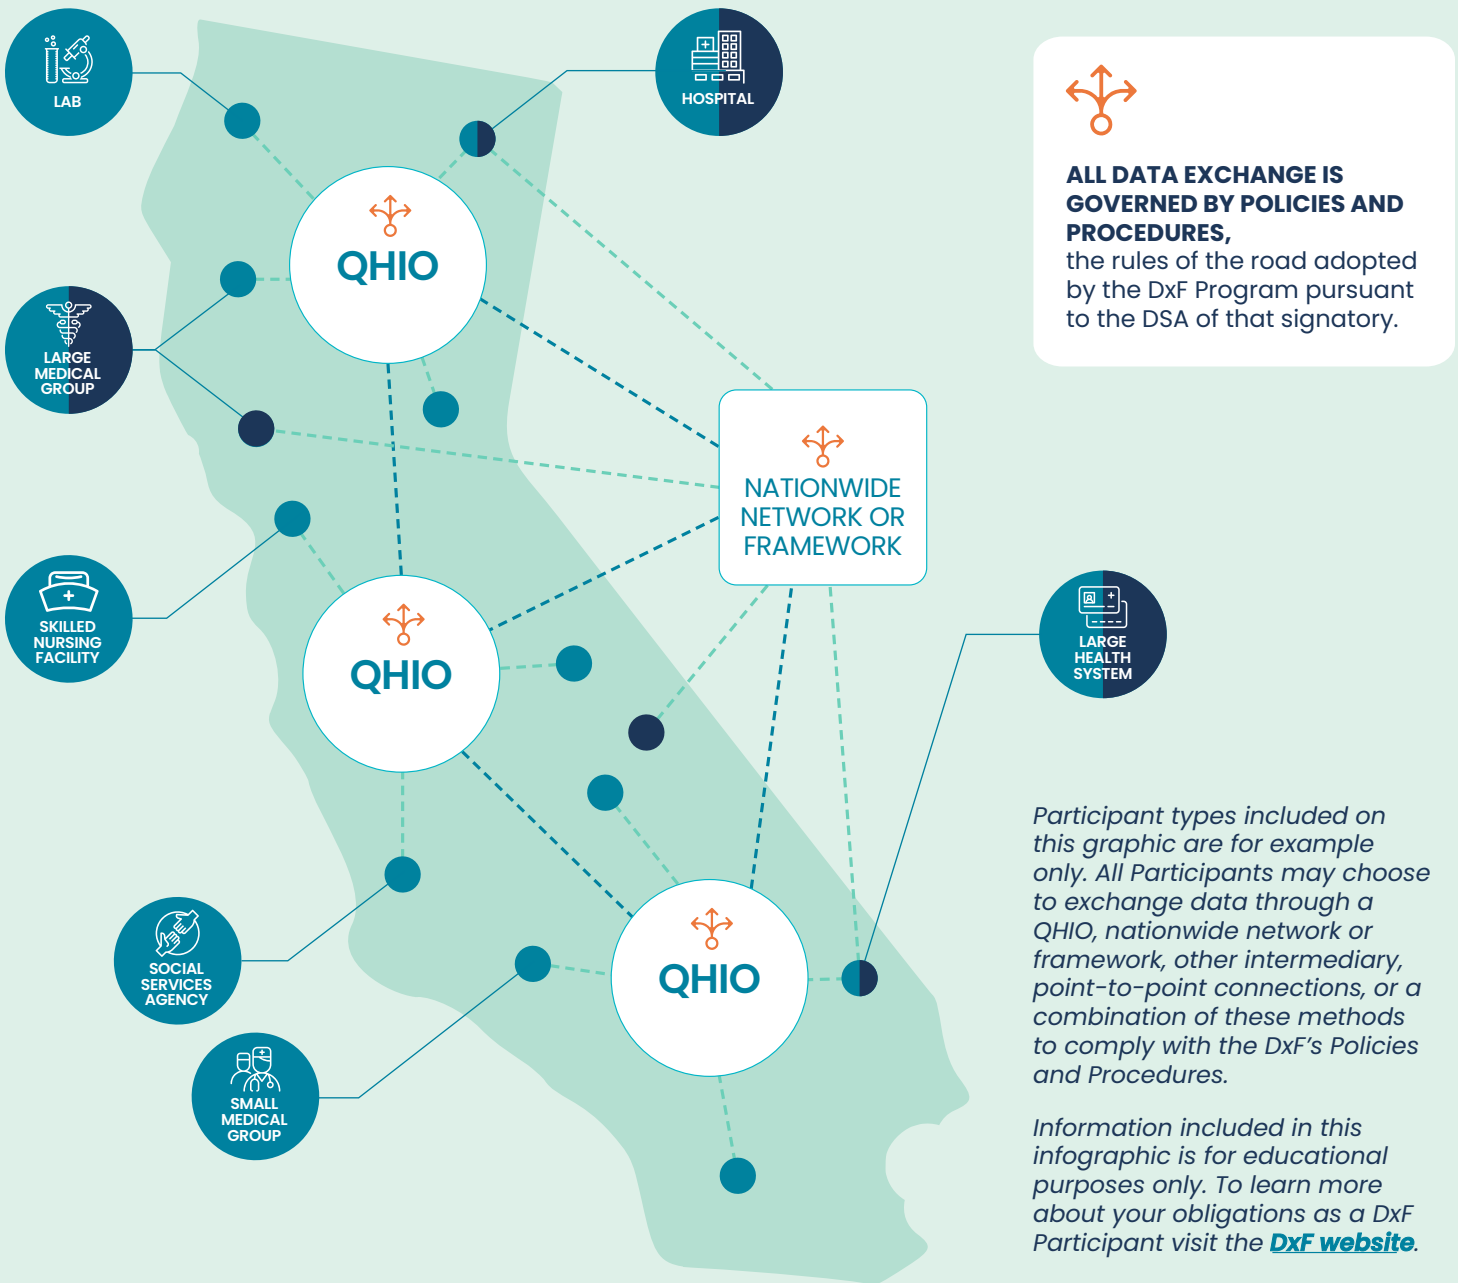 LAB
HOSPITAL
ALL DATA EXCHANGE IS
GOVERNED BY POLICIES AND
PROCEDURES,
the rules of the road adopted
by the DxF Program pursuant
to the DSA of that signatory.
QHIO
LARGE
MEDICAL
GROUP
NATIONWIDE
NETWORK OR
FRAMEWORK
SKILLED
NURSING
FACILITY
QHIO
LARGE
HEALTH
SYSTEM
SOCIAL
SERVICES
AGENCY
QHIO
SMALL
MEDICAL
GROUP
Participant types included on
this graphic are for example
only. All Participants may choose
to exchange data through a
QHIO, nationwide network or
framework, other intermediary,
point-to-point connections, or a
combination of these methods
to comply with the DxF’s Policies
and Procedures.
Information included in this
infographic is for educational
purposes only. To learn more
about your obligations as a DxF
Participant visit the DxF website.